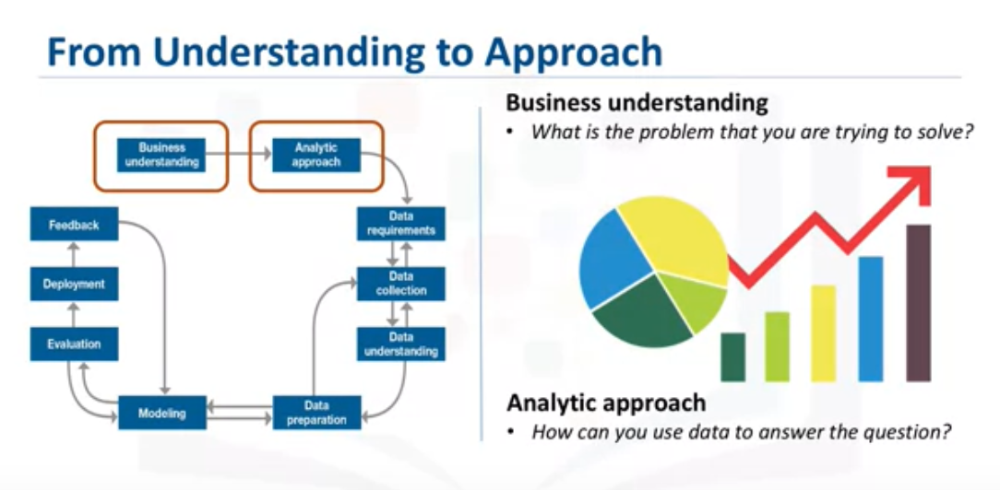 From Understanding to Approach
Business
understanding
Analytic
approach
Feedback
Data
requirements
Deployment
Data
collection
Evaluation
Data
understanding
Modeling
Data
preparation
Business understanding
• What is the problem that you are trying to solve?
Analytic approach
• How can you use data to answer the question?